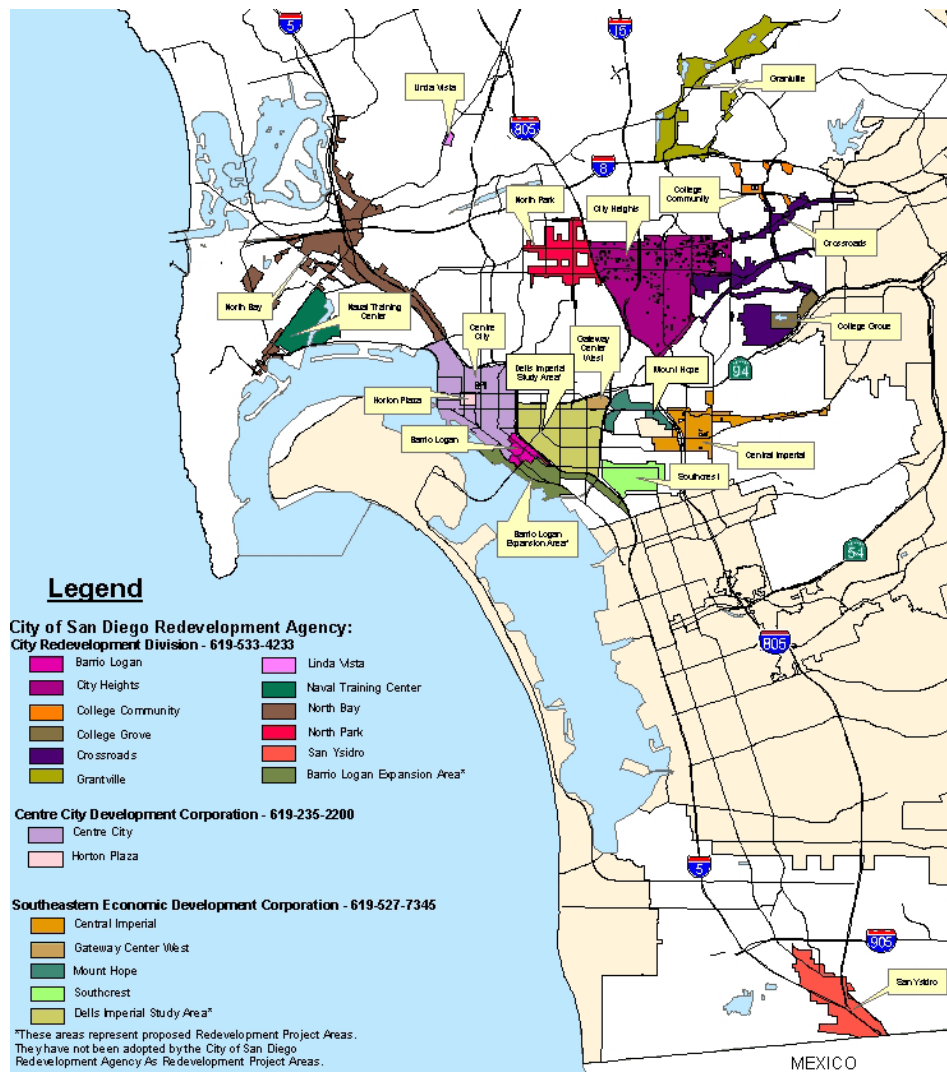 5
15
Linda Vista
Grantville
805
8
College
Community
North Park
City Heights
Crossroads
North Bay
Naval Training
Center
Centre
City
Gateway
Center
West
College Grove
Dells Imperial
Study Area*
Mount Hope
94
Horton Plaza
Barrio Logan
Central Imperial
Southcrest
Barrio Logan
Expansion Area*
54
805
5
905
San Ysidro
MEXICO
Legend
City of San Diego Redevelopment Agency:
City Redevelopment Division - 619-533-4233
Barrio Logan
City Heights
College Community
College Grove
Crossroads
Grantville
Linda Vista
Naval Training Center
North Bay
North Park
San Ysidro
Barrio Logan Expansion Area*
Centre City Development Corporation - 619-235-2200
Centre City
Horton Plaza
Southeastern Economic Development Corporation - 619-527-7345
Central Imperial
Gateway Center West
Mount Hope
Southcrest
Dells Imperial Study Area*
*These areas represent proposed Redevelopment Project Areas.
They have not been adopted by the City of San Diego
Redevelopment Agency As Redevelopment Project Areas.